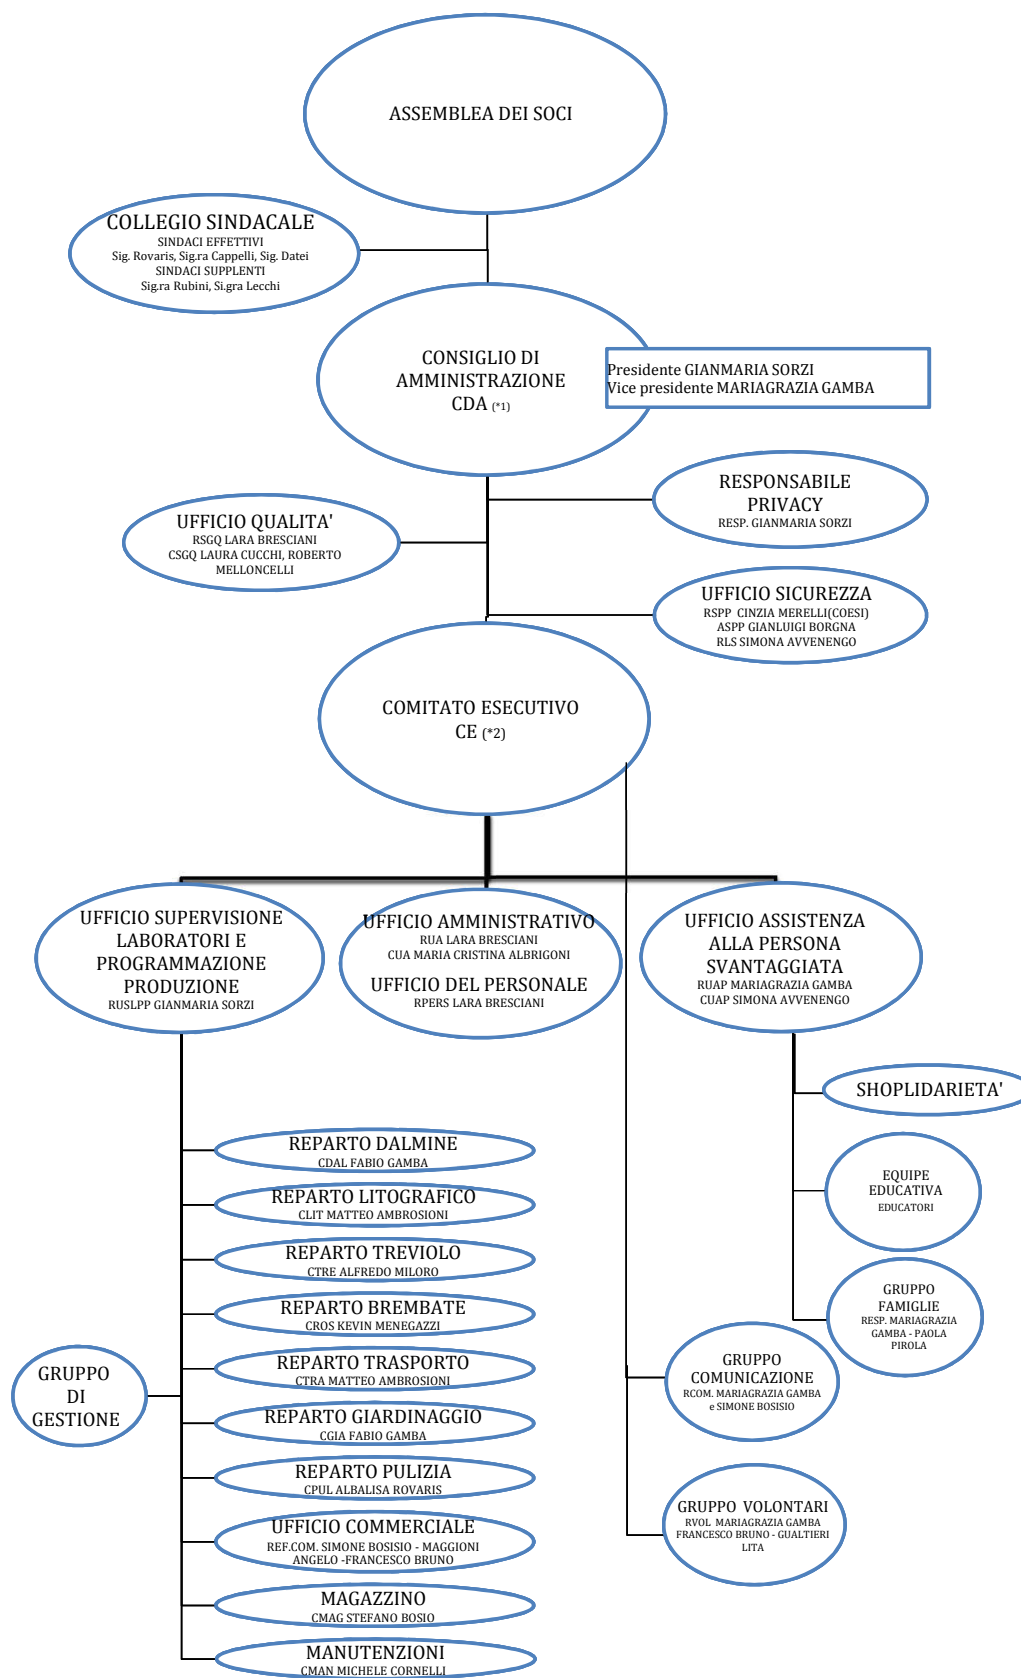 ASSEMBLEA DEI SOCI
COLLEGIO SINDACALE
SINDACI EFFETTIVI
Sig. Rovaris, Sig.ra Cappelli, Sig. Datei
SINDACI SUPPLENTI
Sig.ra Rubini, Si.gra Lecchi
CONSIGLIO DI
AMMINISTRAZIONE
CDA (*1)
Presidente GIANMARIA SORZI
Vice presidente MARIAGRAZIA GAMBA
RESPONSABILE
PRIVACY
RESP. GIANMARIA SORZI
UFFICIO QUALITA'
RSGQ LARA BRESCIANI
CSGQ LAURA CUCCHI, ROBERTO
MELLONCELLI
UFFICIO SICUREZZA
RSPP  CINZIA MERELLI(COESI)
ASPP GIANLUIGI BORGNA
RLS SIMONA AVVENENGO
COMITATO ESECUTIVO
CE (*2)
UFFICIO SUPERVISIONE
LABORATORI E
PROGRAMMAZIONE
PRODUZIONE
RUSLPP GIANMARIA SORZI
UFFICIO AMMINISTRATIVO
RUA LARA BRESCIANI
CUA MARIA CRISTINA ALBRIGONI
UFFICIO DEL PERSONALE
RPERS LARA BRESCIANI
UFFICIO ASSISTENZA
ALLA PERSONA
SVANTAGGIATA
RUAP MARIAGRAZIA GAMBA
CUAP SIMONA AVVENENGO
SHOPLIDARIETA'
EQUIPE
EDUCATIVA
EDUCATORI
GRUPPO
FAMIGLIE
RESP. MARIAGRAZIA
GAMBA - PAOLA
PIROLA
GRUPPO
COMUNICAZIONE
RCOM. MARIAGRAZIA GAMBA
e SIMONE BOSISIO
GRUPPO  VOLONTARI
RVOL  MARIAGRAZIA GAMBA
FRANCESCO BRUNO - GUALTIERI
LITA
GRUPPO
DI
GESTIONE
REPARTO DALMINE
CDAL FABIO GAMBA
REPARTO LITOGRAFICO
CLIT MATTEO AMBROSIONI
REPARTO TREVIOLO
CTRE ALFREDO MILORO
REPARTO BREMBATE
CROS KEVIN MENEGAZZI
REPARTO TRASPORTO
CTRA MATTEO AMBROSIONI
REPARTO GIARDINAGGIO
CGIA FABIO GAMBA
REPARTO PULIZIA
CPUL ALBALISA ROVARIS
UFFICIO COMMERCIALE
REF.COM. SIMONE BOSISIO - MAGGIONI
ANGELO -FRANCESCO BRUNO
MAGAZZINO
CMAG STEFANO BOSIO
MANUTENZIONI
CMAN MICHELE CORNELLI